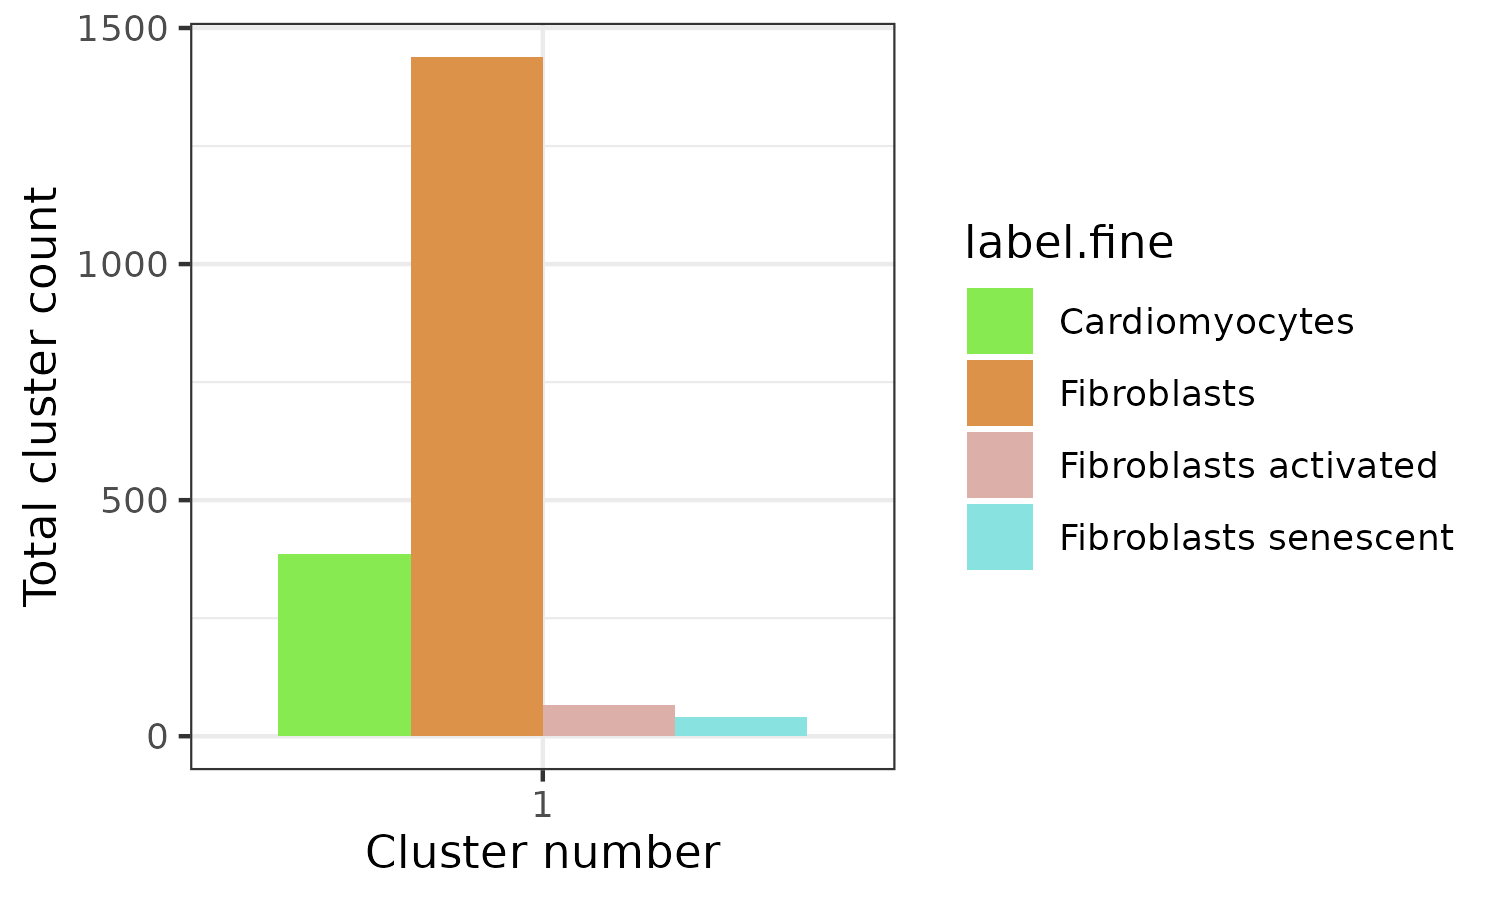 1500
1000
500
0
Total cluster count
1
Cluster number
label.fine
Cardiomyocytes
Fibroblasts
Fibroblasts activated
Fibroblasts senescent